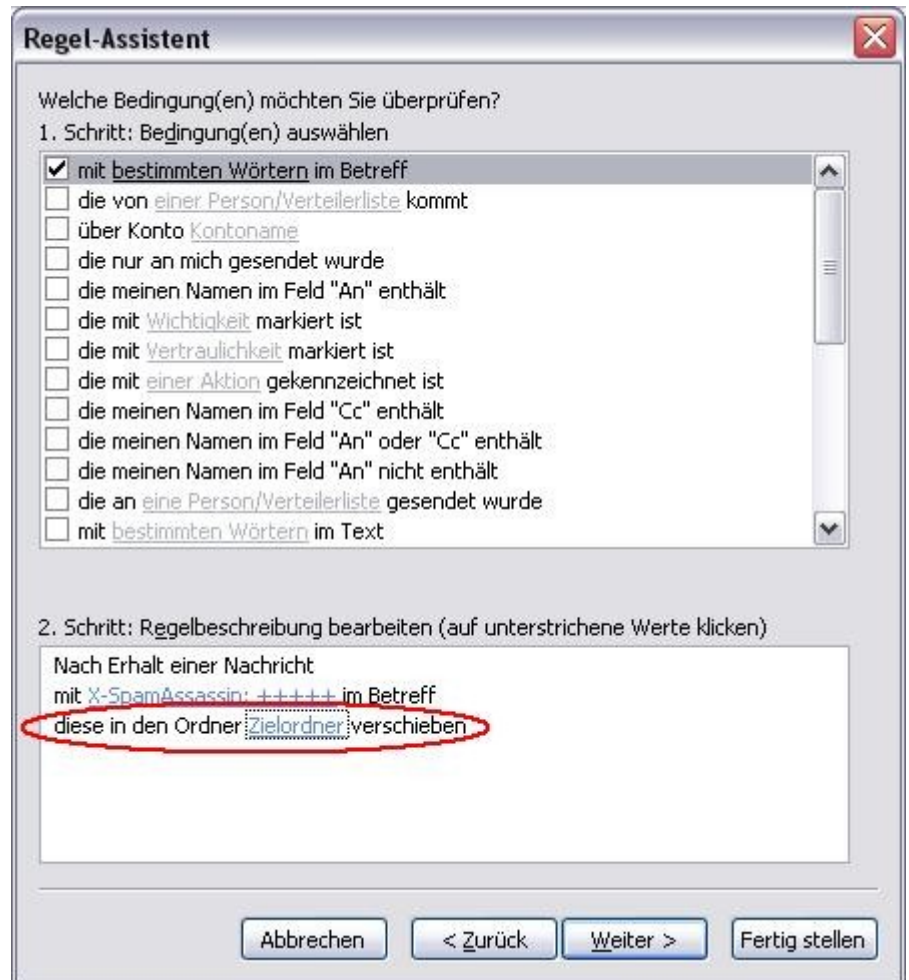 Regel-Assistent
Welche Bedingung(en) möchten Sie überprüfen?
1. Schritt: Bedingung(en) auswählen
mit bestimmten Wörtern im Betreff
die von einer Person/Verteilerliste kommt
über Konto Kontoname
die nur an mich gesendet wurde
die meinen Namen im Feld "An" enthält
die mit Wichtigkeit markiert ist
die mit Vertraulichkeit markiert ist
die mit einer Aktion gekennzeichnet ist
die meinen Namen im Feld "Cc" enthält
die meinen Namen im Feld "An" oder "Cc" enthält
die meinen Namen im Feld "An" nicht enthält
die an eine Person/Verteilerliste gesendet wurde
mit bestimmten Wörtern im Text
2. Schritt: Regelbeschreibung bearbeiten (auf unterstrichene Werte klicken)
Nach Erhalt einer Nachricht
mit X-SpamAssassin: +++++ im Betreff
diese in den Ordner Zielordner verschieben
Abbrechen < Zurück Weiter > Fertig stellen